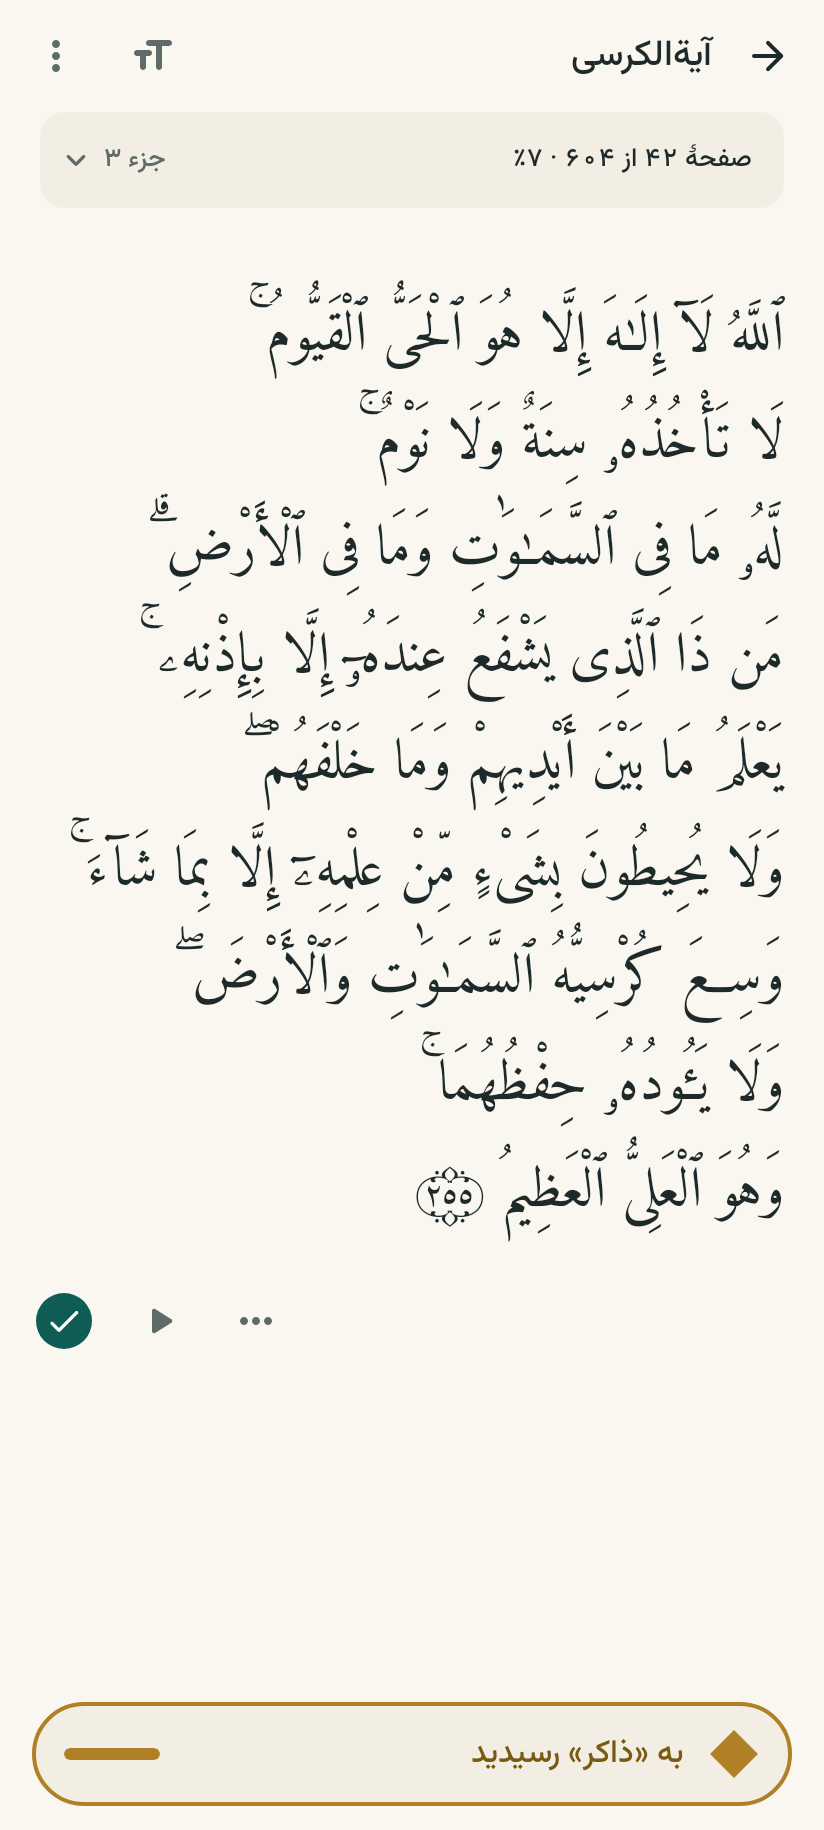 آیةالکرسی
صفحهٔ ۴۲ از ۶۰۴ · ۷٪
جزء ۳
ٱللَّهُ لَآ إِلَـٰهَ إِلَّا هُوَ ٱلْحَىُّ ٱلْقَيُّومُ ۚ
لَا تَأْخُذُهُۥ سِنَةٌ وَلَا نَوْمٌ ۚ
لَّهُۥ مَا فِى ٱلسَّمَـٰوَٰتِ وَمَا فِى ٱلْأَرْضِ ۗ
مَن ذَا ٱلَّذِى يَشْفَعُ عِندَهُۥٓ إِلَّا بِإِذْنِهِۦ ۚ
يَعْلَمُ مَا بَيْنَ أَيْدِيهِمْ وَمَا خَلْفَهُمْ ۖ
وَلَا يُحِيطُونَ بِشَىْءٍ مِّنْ عِلْمِهِۦٓ إِلَّا بِمَا شَآءَ ۚ
وَسِعَ كُرْسِيُّهُ ٱلسَّمَـٰوَٰتِ وَٱلْأَرْضَ ۖ
وَلَا يَـُٔودُهُۥ حِفْظُهُمَا ۚ
وَهُوَ ٱلْعَلِىُّ ٱلْعَظِيمُ ۝٢٥٥
به «ذاکر» رسیدید